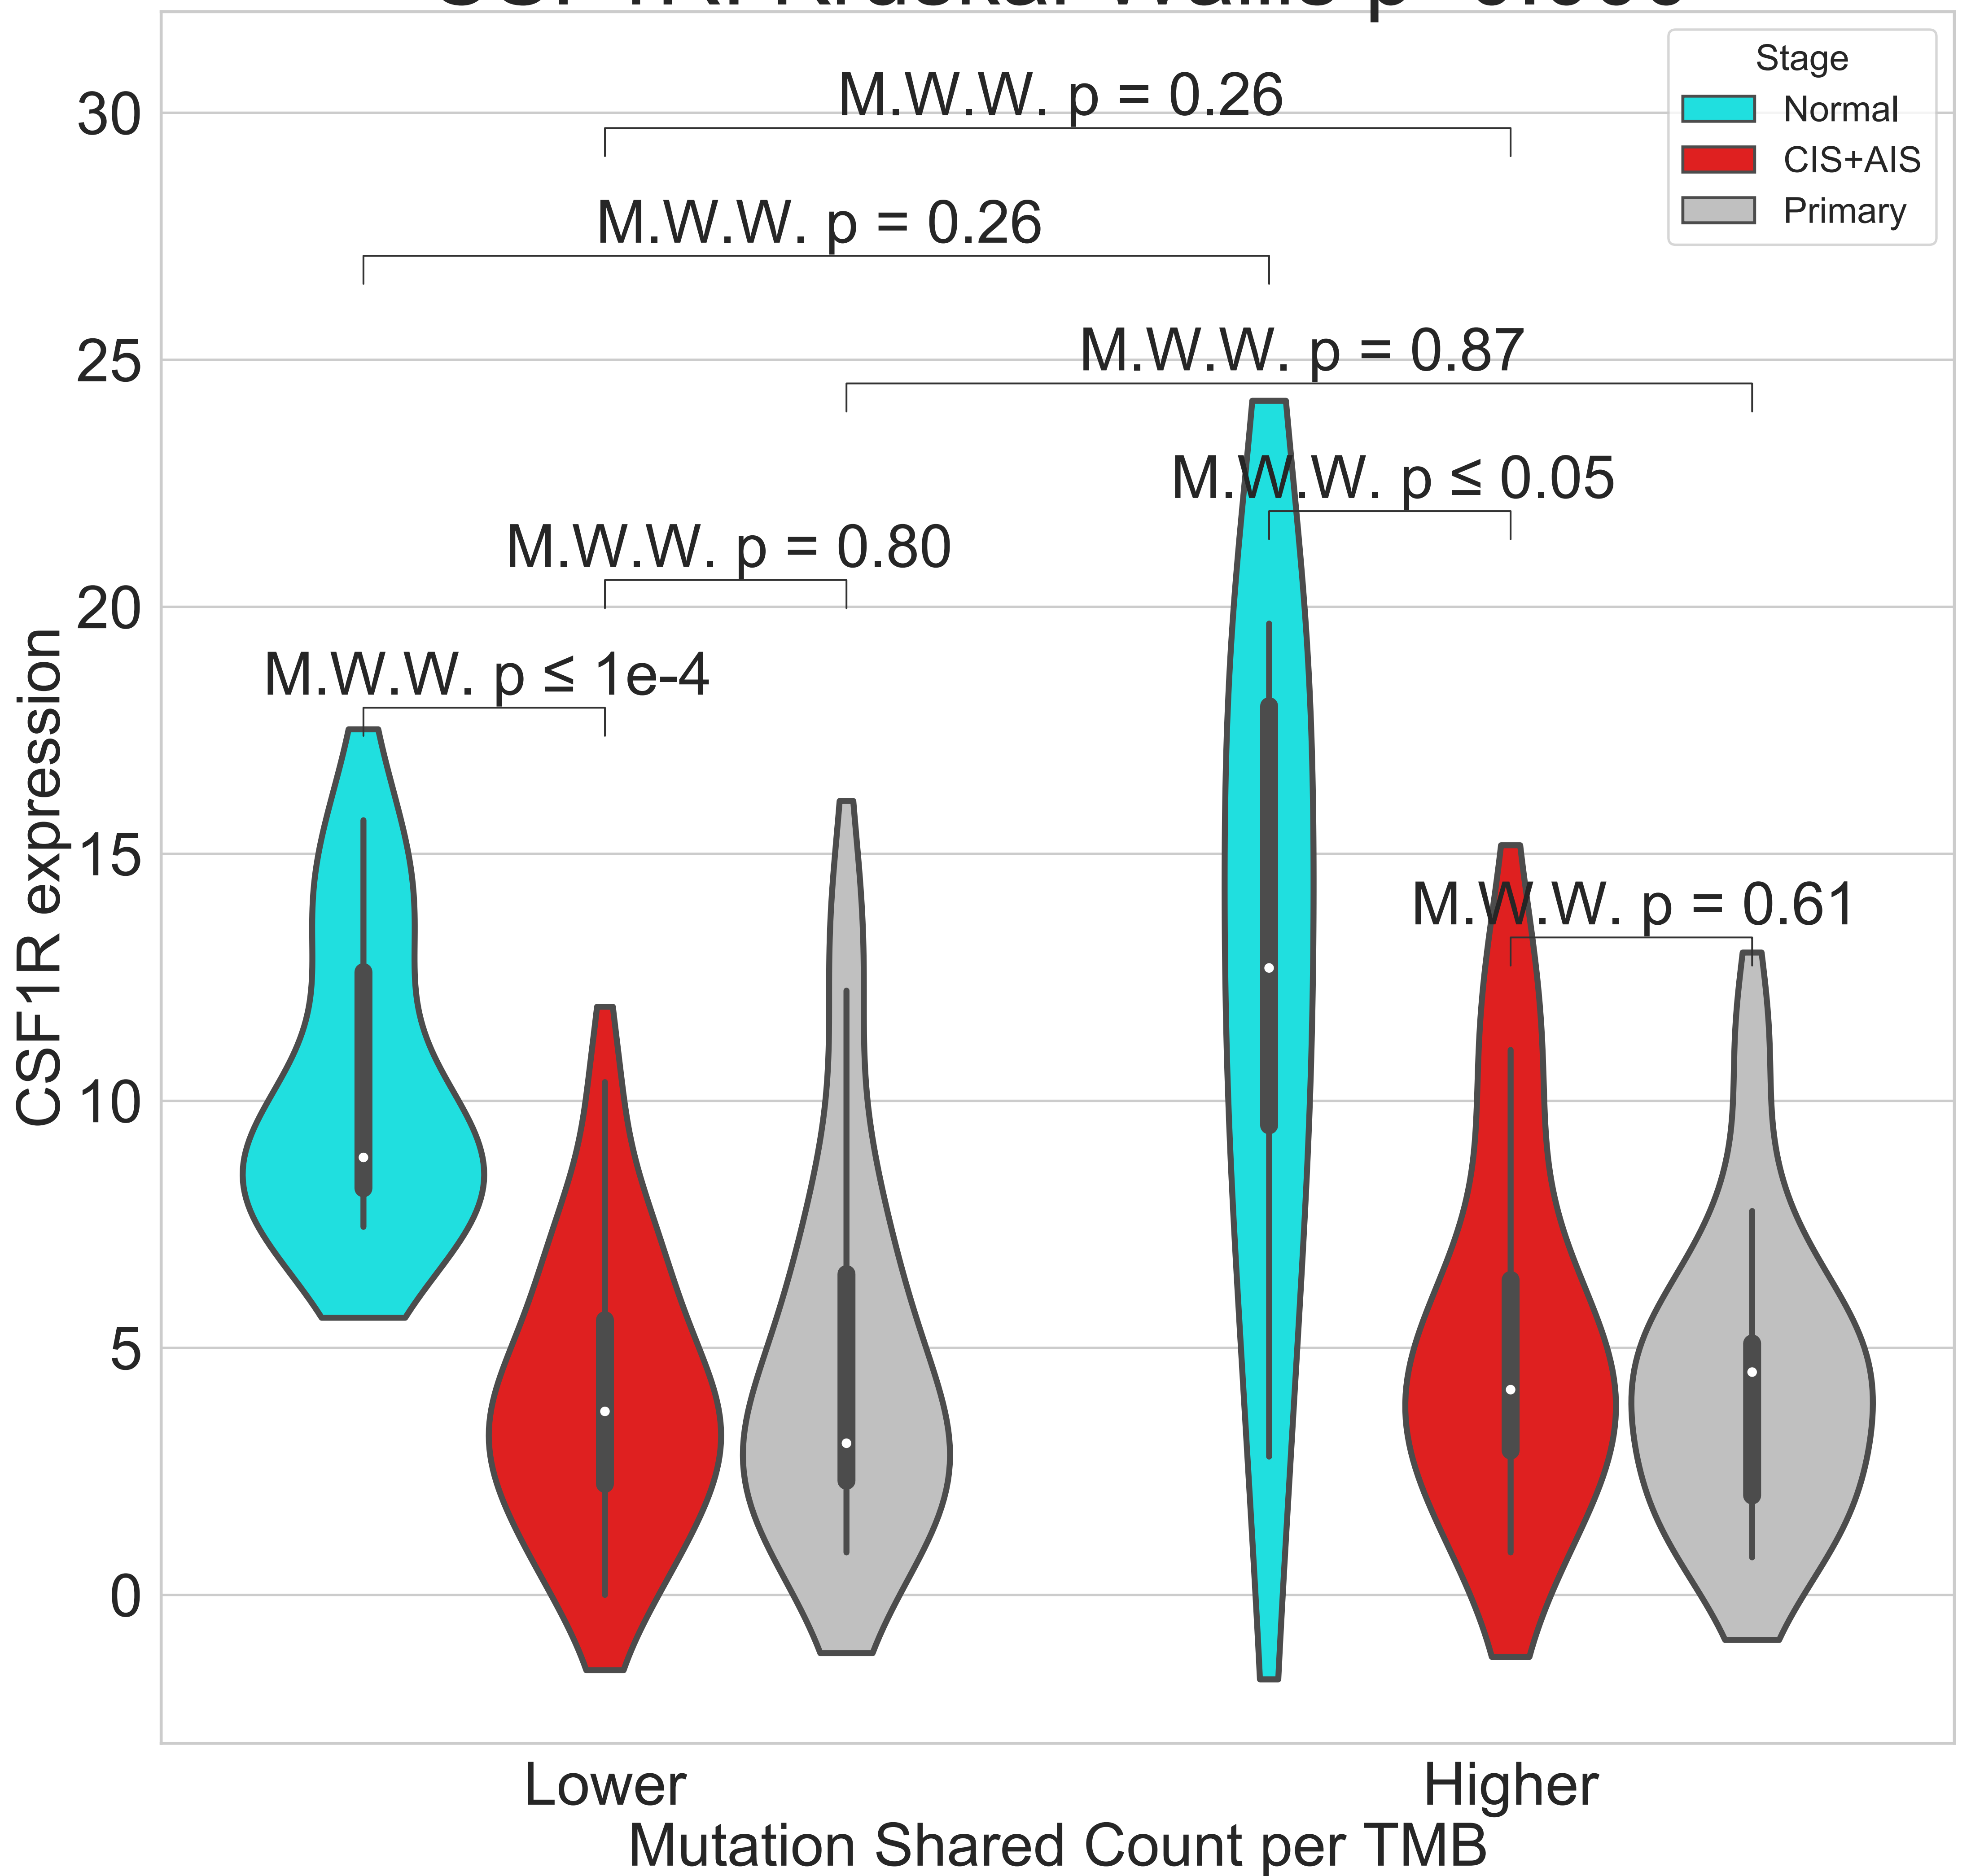 Stage
Normal
CIS+AIS
Primary
M.W.W. p = 0.26
M.W.W. p = 0.26
M.W.W. p = 0.87
M.W.W. p ≤ 0.05
M.W.W. p = 0.80
M.W.W. p ≤ 1e-4
M.W.W. p = 0.61
CSF1R expression
30
25
20
15
10
5
0
Lower
Higher
Mutation Shared Count per TMB